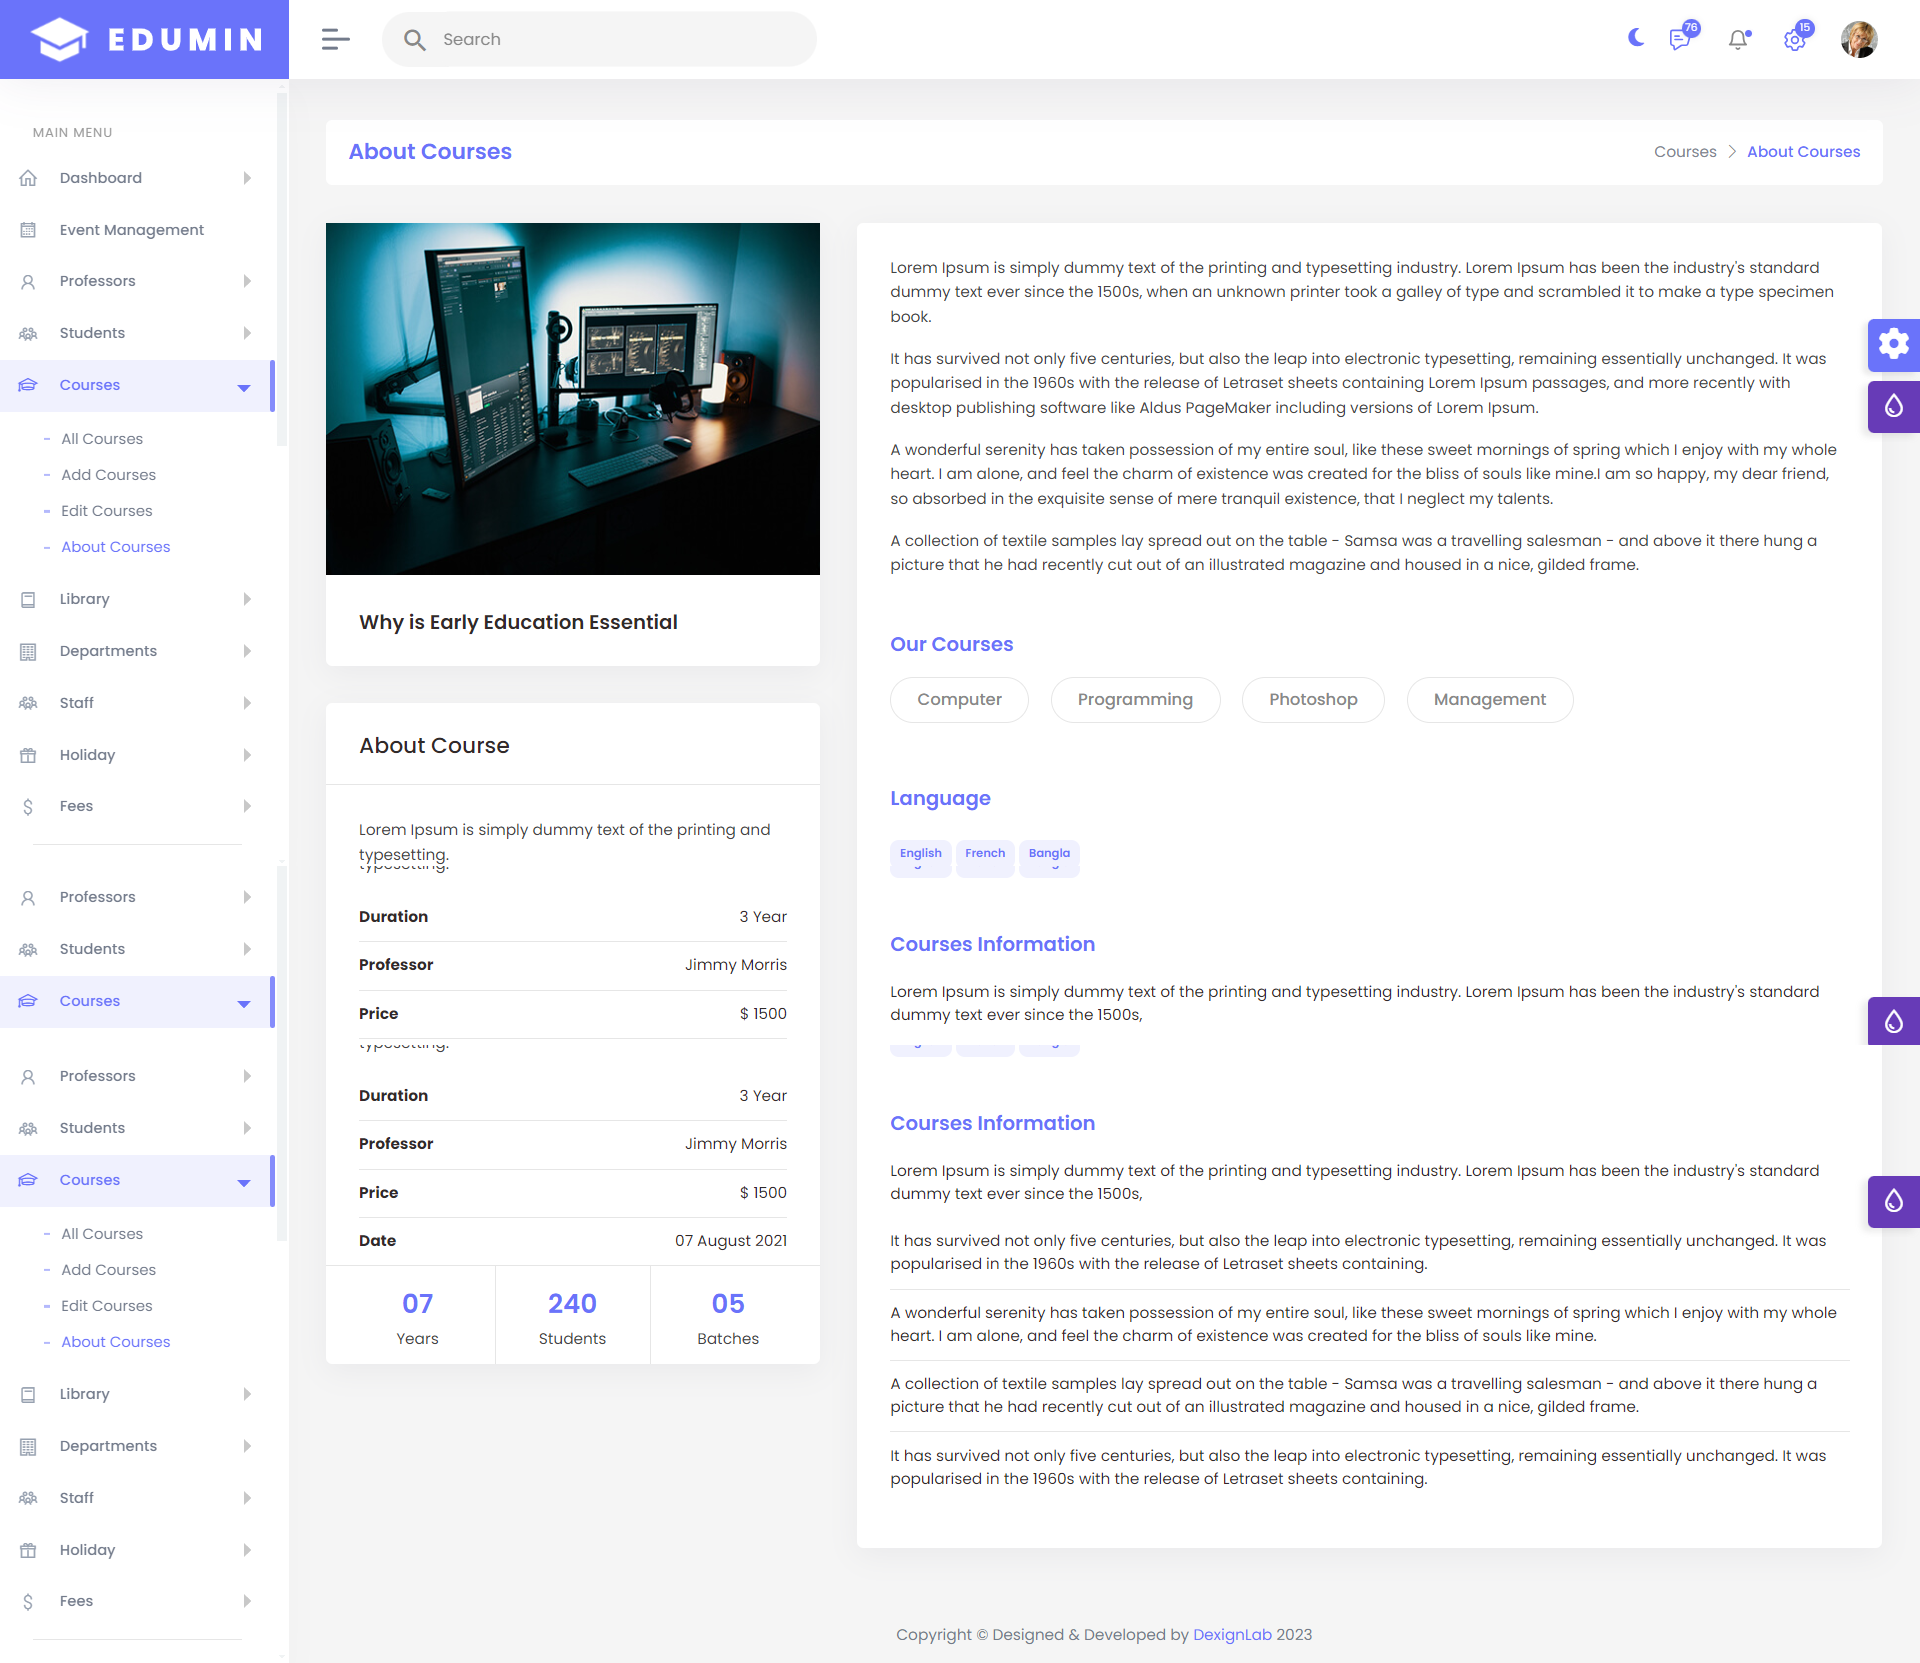 EDUMIN
Search
76
15
MAIN MENU
Dashboard
Event Management
Professors
Students
Courses
All Courses
Add Courses
Edit Courses
About Courses
Library
Departments
Staff
Holiday
Fees
Professors
Students
Courses
Professors
Students
Courses
All Courses
Add Courses
Edit Courses
About Courses
Library
Departments
Staff
Holiday
Fees
About Courses
Courses > About Courses
Why is Early Education Essential
About Course
Lorem Ipsum is simply dummy text of the printing and
typesetting.
typesetting.
Duration 3 Year
Professor Jimmy Morris
Price $ 1500
typesetting.
Duration 3 Year
Professor Jimmy Morris
Price $ 1500
Date 07 August 2021
07 240 05
Years Students Batches
Lorem Ipsum is simply dummy text of the printing and typesetting industry. Lorem Ipsum has been the industry's standard
dummy text ever since the 1500s, when an unknown printer took a galley of type and scrambled it to make a type specimen
book.
It has survived not only five centuries, but also the leap into electronic typesetting, remaining essentially unchanged. It was
popularised in the 1960s with the release of Letraset sheets containing Lorem Ipsum passages, and more recently with
desktop publishing software like Aldus PageMaker including versions of Lorem Ipsum.
A wonderful serenity has taken possession of my entire soul, like these sweet mornings of spring which I enjoy with my whole
heart. I am alone, and feel the charm of existence was created for the bliss of souls like mine.I am so happy, my dear friend,
so absorbed in the exquisite sense of mere tranquil existence, that I neglect my talents.
A collection of textile samples lay spread out on the table - Samsa was a travelling salesman - and above it there hung a
picture that he had recently cut out of an illustrated magazine and housed in a nice, gilded frame.
Our Courses
Computer Programming Photoshop Management
Language
English French Bangla
Courses Information
Lorem Ipsum is simply dummy text of the printing and typesetting industry. Lorem Ipsum has been the industry's standard
dummy text ever since the 1500s,
Courses Information
Lorem Ipsum is simply dummy text of the printing and typesetting industry. Lorem Ipsum has been the industry's standard
dummy text ever since the 1500s,
It has survived not only five centuries, but also the leap into electronic typesetting, remaining essentially unchanged. It was
popularised in the 1960s with the release of Letraset sheets containing.
A wonderful serenity has taken possession of my entire soul, like these sweet mornings of spring which I enjoy with my whole
heart. I am alone, and feel the charm of existence was created for the bliss of souls like mine.
A collection of textile samples lay spread out on the table - Samsa was a travelling salesman - and above it there hung a
picture that he had recently cut out of an illustrated magazine and housed in a nice, gilded frame.
It has survived not only five centuries, but also the leap into electronic typesetting, remaining essentially unchanged. It was
popularised in the 1960s with the release of Letraset sheets containing.
Copyright © Designed & Developed by DexignLab 2023